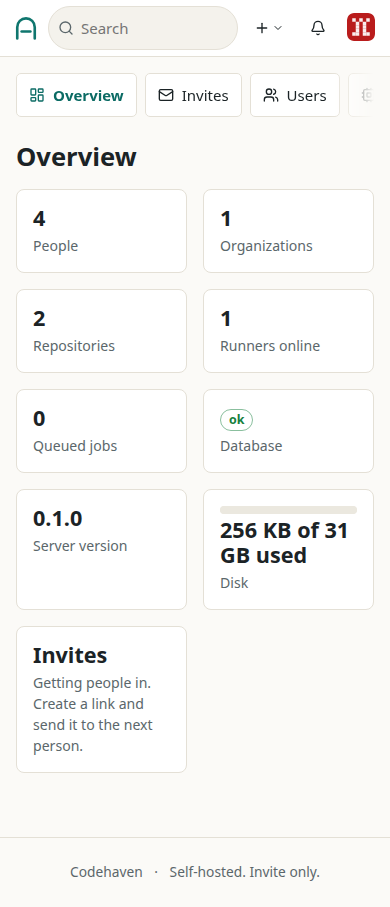 Search
Overview
Invites
Users
Overview
4
People
1
Organizations
2
Repositories
1
Runners online
0
Queued jobs
ok
Database
0.1.0
Server version
256 KB of 31
GB used
Disk
Invites
Getting people in.
Create a link and
send it to the next
person.
Codehaven · Self-hosted. Invite only.